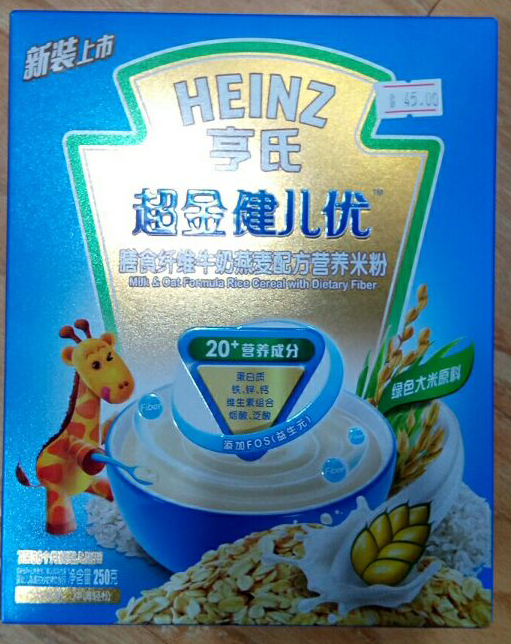 新装上市
HEINZ
亨氏
45.00
超金健儿优™
膳食纤维牛奶燕麦配方营养米粉
Milk & Oat Formula Rice Cereal with Dietary Fiber
20+营养成分
蛋白质
铁、锌、钙
维生素组合
烟酸、泛酸
添加FOS(益生元)
Fiber
Fiber
Fiber
绿色大米原料
净含量 250克